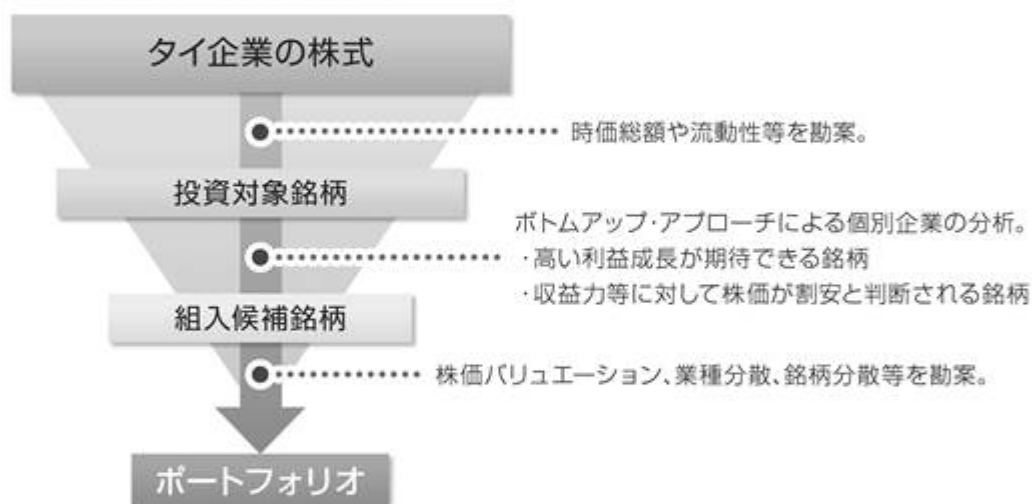 タイ企業の株式
時価総額や流動性等を勘案。
投資対象銘柄
ボトムアップ・アプローチによる個別企業の分析。
・高い利益成長が期待できる銘柄
・収益力等に対して株価が割安と判断される銘柄
組入候補銘柄
株価バリュエーション、業種分散、銘柄分散等を勘案。
ポートフォリオ